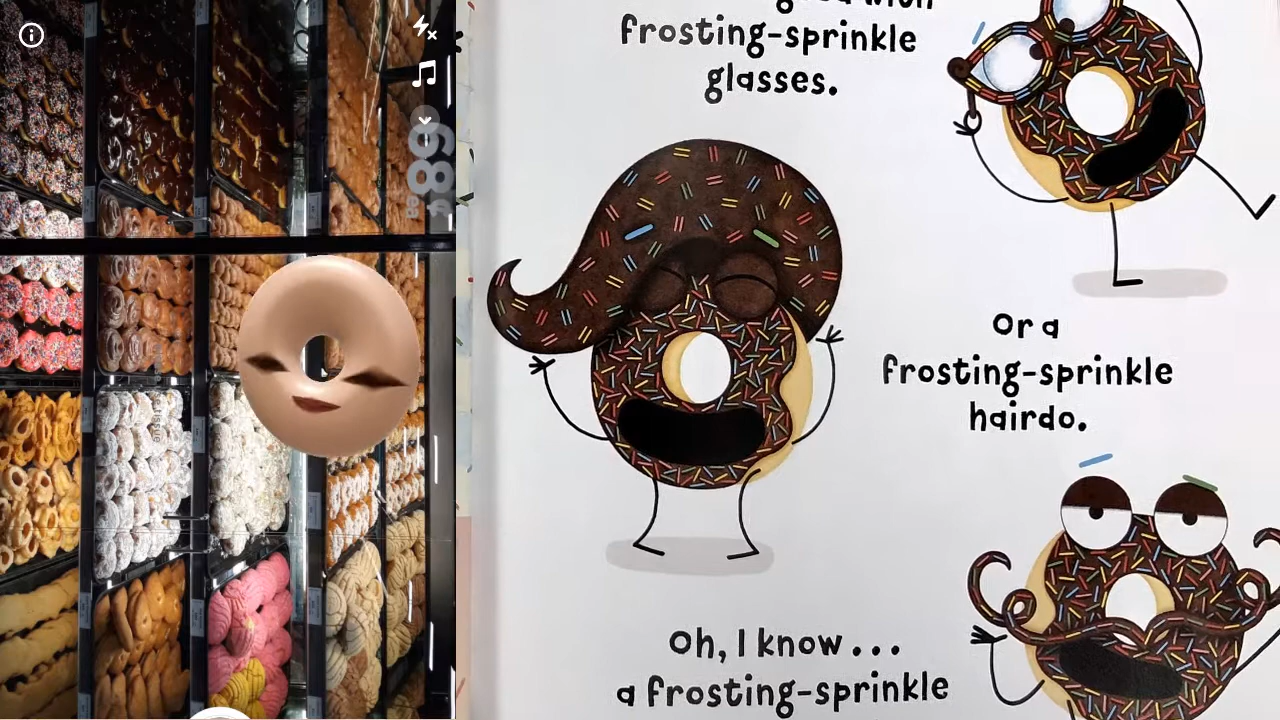 frosting-sprinkle
glasses.
Or a
frosting-sprinkle
hairdo.
Oh, I know . . .
a frosting-sprinkle